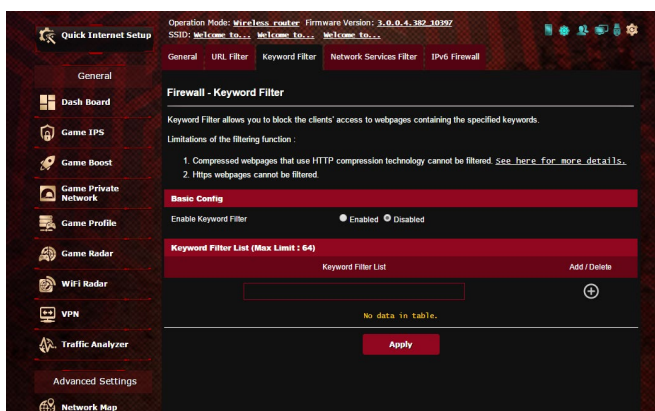 Quick Internet Setup
General
Dash Board
Game IPS
Game Boost
Game Private
Network
Game Profile
Game Radar
WiFi Radar
VPN
Traffic Analyzer
Advanced Settings
Network Map
Operation Mode: Wireless router Firmware Version: 3.0.0.4.382_10397
SSID: Welcome to... Welcome to... Welcome to...
General URL Filter Keyword Filter Network Services Filter IPv6 Firewall
Firewall - Keyword Filter
Keyword Filter allows you to block the clients' access to webpages containing the specified keywords.
Limitations of the filtering function :
1. Compressed webpages that use HTTP compression technology cannot be filtered. See here for more details.
2. Https webpages cannot be filtered.
Basic Config
Enable Keyword Filter Enabled Disabled
Keyword Filter List (Max Limit : 64)
Keyword Filter List Add / Delete
No data in table.
Apply